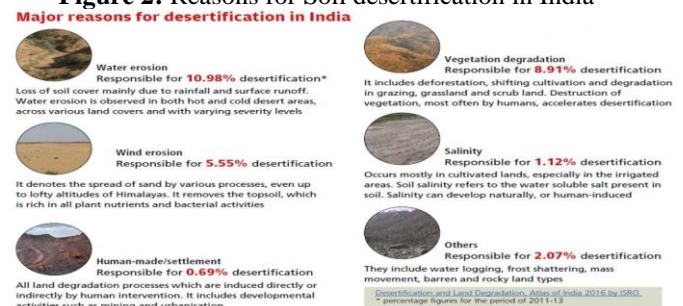 Figure 2: Reasons for Soil desertification in India
Major reasons for desertification in India
Water erosion
Responsible for 10.98% desertification*
Loss of soil cover mainly due to rainfall and surface runoff.
Water erosion is observed in both hot and cold desert areas,
across various land covers and with varying severity levels
Wind erosion
Responsible for 5.55% desertification
It denotes the spread of sand by various processes, even up
to lofty altitudes of Himalayas. It removes the topsoil, which
is rich in all plant nutrients and bacterial activities
Human-made/settlement
Responsible for 0.69% desertification
All land degradation processes which are induced directly or
indirectly by human intervention. It includes developmental
activities such as mining and urbanisation
Vegetation degradation
Responsible for 8.91% desertification
It includes deforestation, shifting cultivation and degradation
in grazing, grassland and scrub land. Destruction of
vegetation, most often by humans, accelerates desertification
Salinity
Responsible for 1.12% desertification
Occurs mostly in cultivated lands, especially in the irrigated
areas. Soil salinity refers to the water soluble salt present in
soil. Salinity can develop naturally, or human-induced
Others
Responsible for 2.07% desertification
They include water logging, frost shattering, mass
movement, barren and rocky land types
Desertification and Land Degradation, Atlas of India 2016 by ISRO
* percentage figures for the period of 2011-13